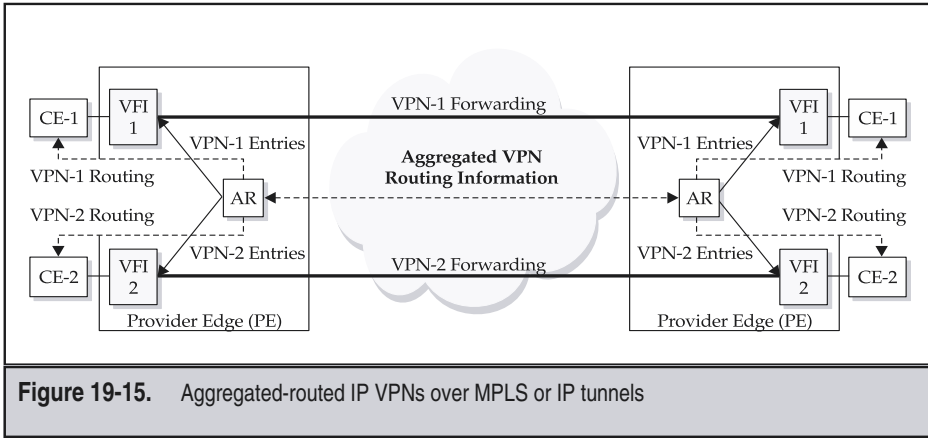 VPN-1 Forwarding
CE-1
VFI
1
VPN-1 Entries
VPN-1 Routing
AR
VPN-2 Routing
VPN-2 Entries
CE-2
VFI
2
Provider Edge (PE)
Aggregated VPN
Routing Information
VPN-2 Forwarding
VFI
1
CE-1
VPN-1 Entries
VPN-1 Routing
AR
VPN-2 Routing
VPN-2 Entries
VFI
2
CE-2
Provider Edge (PE)
Figure 19-15. Aggregated-routed IP VPNs over MPLS or IP tunnels